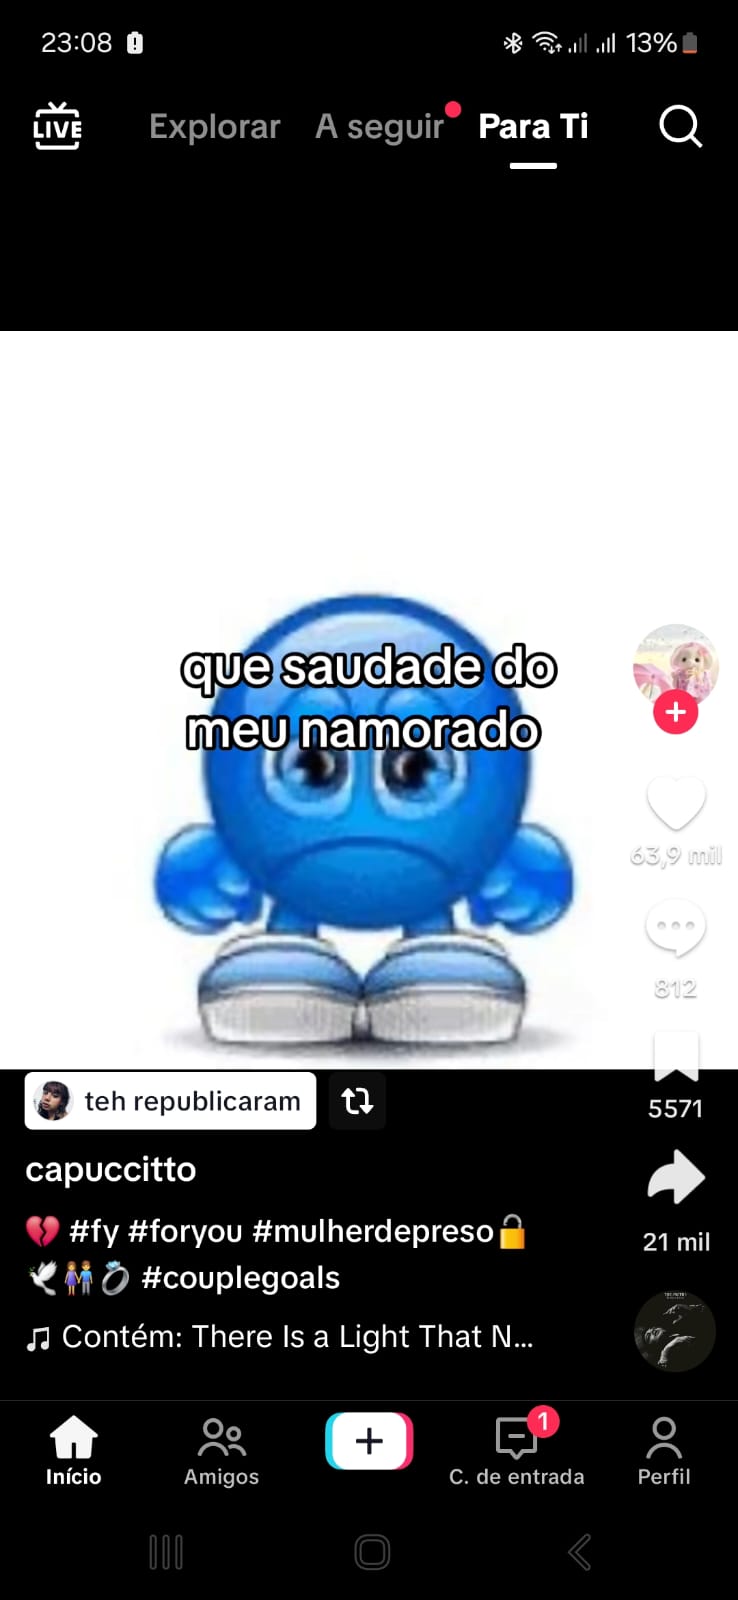 23:08
13%
LIVE
Explorar
A seguir
Para Ti
que saudade do
meu namorado
63,9 mil
812
teh republicaram
5571
capuccitto
💔 #fy #foryou #mulherdepreso🔓
🕊️👫💍 #couplegoals
21 mil
♫ Contém: There Is a Light That N...
Início
Amigos
1
C. de entrada
Perfil